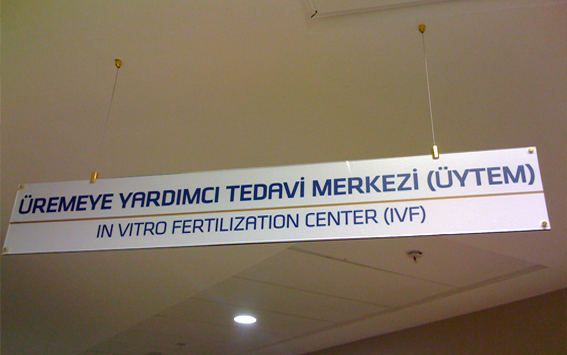 ÜREMEYE YARDIMCI TEDAVİ MERKEZİ (ÜYTEM)
IN VITRO FERTILIZATION CENTER (IVF)